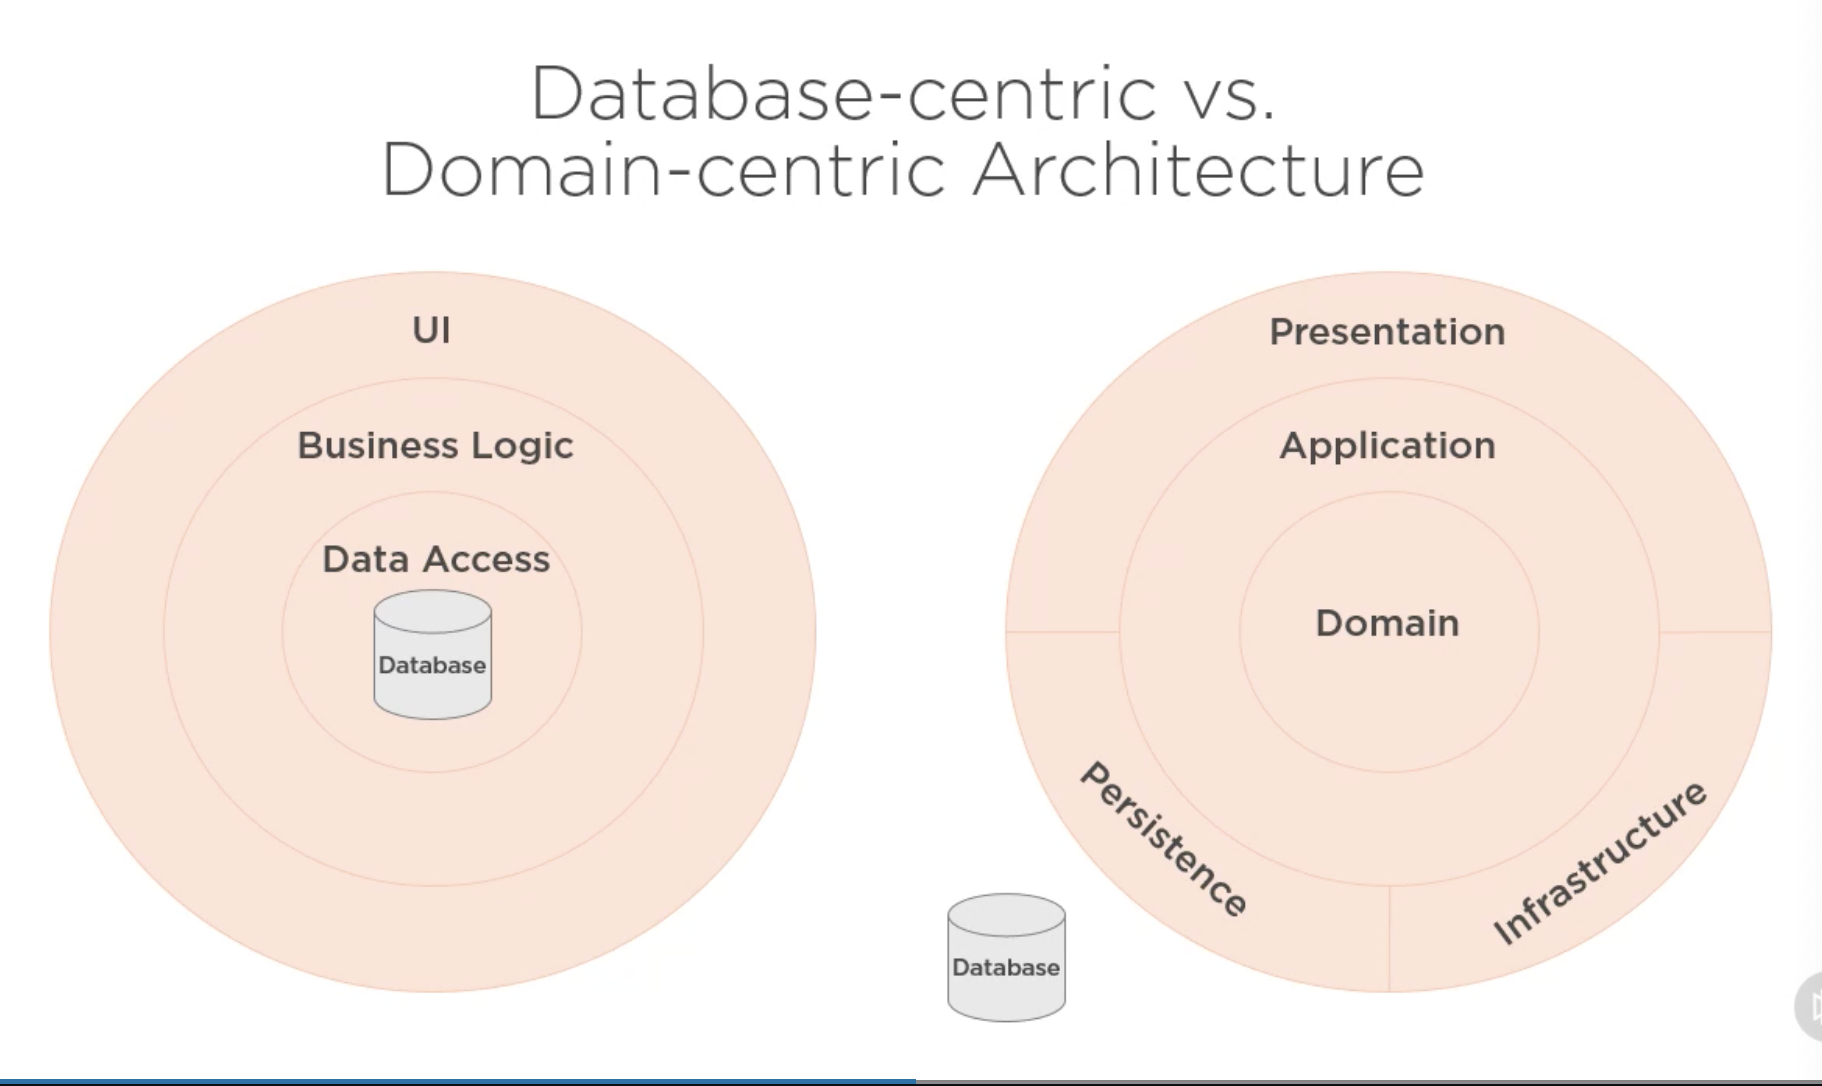 Database-centric vs.
Domain-centric Architecture
UI
Business Logic
Data Access
Database
Presentation
Application
Domain
Persistence
Infrastructure
Database